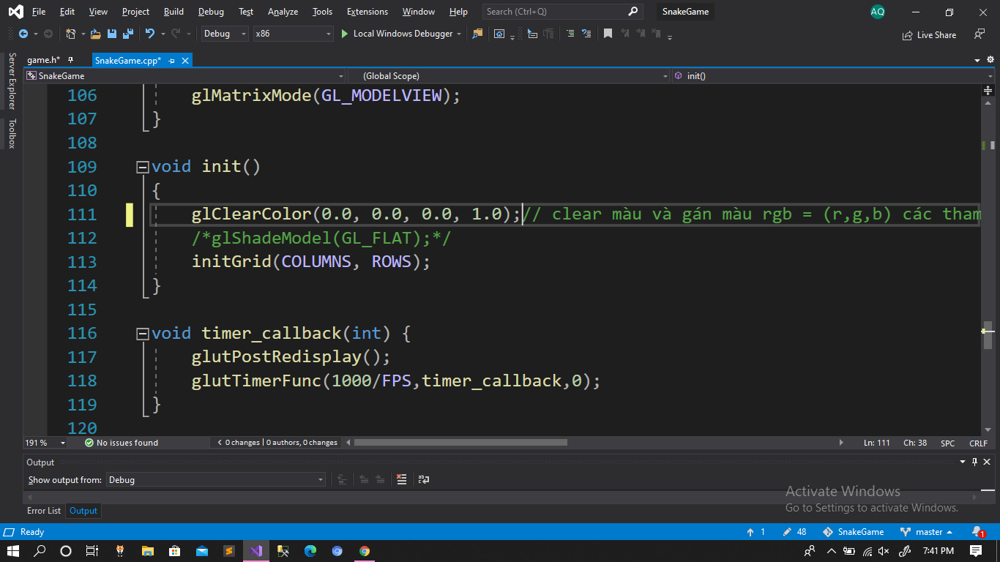 File Edit View Project Build Debug Test Analyze Tools Extensions Window Help Search (Ctrl+Q) SnakeGame AQ
Debug x86 Local Windows Debugger Live Share
game.h* SnakeGame.cpp*
SnakeGame (Global Scope) init()
Server Explorer
Toolbox
106 glMatrixMode(GL_MODELVIEW);
107 }
108
109 void init()
110 {
111 glClearColor(0.0, 0.0, 0.0, 1.0);// clear màu và gán màu rgb = (r,g,b) các tham
112 /*glShadeModel(GL_FLAT);*/
113 initGrid(COLUMNS, ROWS);
114 }
115
116 void timer_callback(int) {
117 glutPostRedisplay();
118 glutTimerFunc(1000/FPS,timer_callback,0);
119 }
120
191 % No issues found 0 changes | 0 authors, 0 changes Ln: 111 Ch: 38 SPC CRLF
Output
Show output from: Debug
Activate Windows
Go to Settings to activate Windows.
Error List Output
Ready 1 48 SnakeGame master 1
7:41 PM